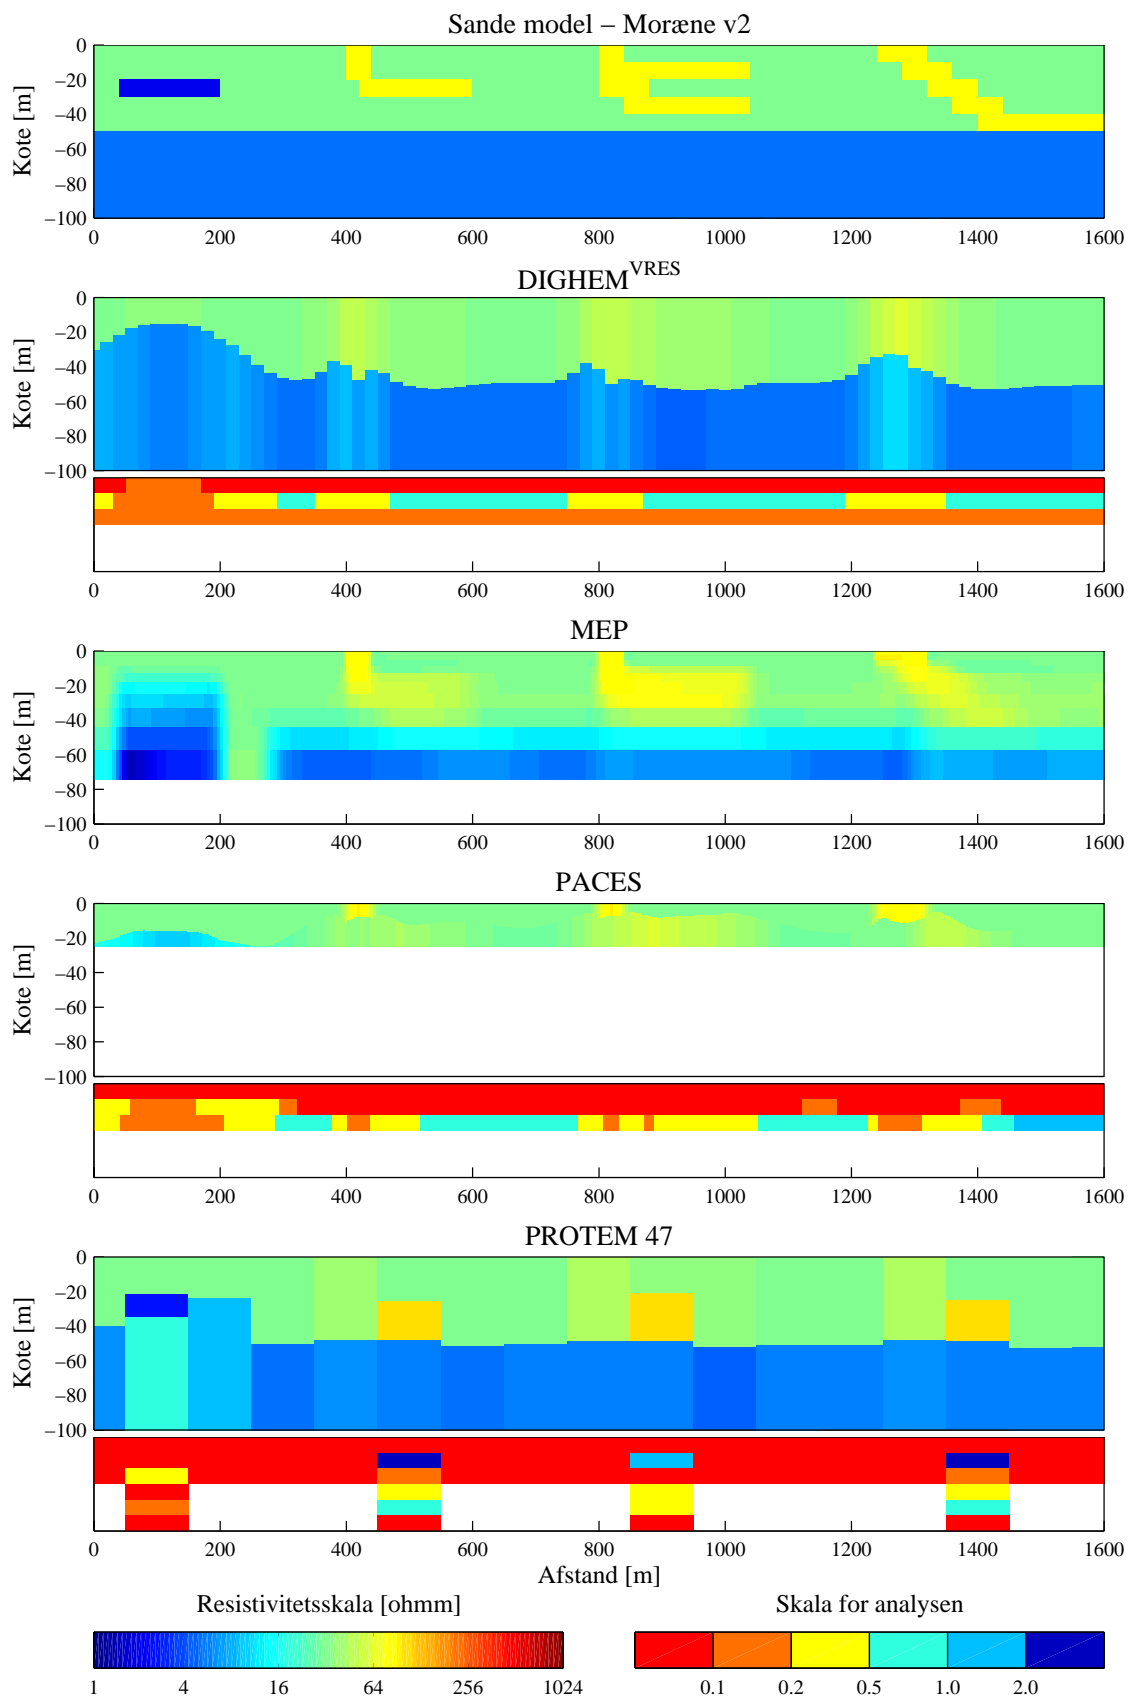 Sande model – Moræne v2
0
−20
−40
−60
−80
−100
Kote [m]
0 200 400 600 800 1000 1200 1400 1600
DIGHEM^VRES
0
−20
−40
−60
−80
−100
Kote [m]
0 200 400 600 800 1000 1200 1400 1600
MEP
0
−20
−40
−60
−80
−100
Kote [m]
0 200 400 600 800 1000 1200 1400 1600
PACES
0
−20
−40
−60
−80
−100
Kote [m]
0 200 400 600 800 1000 1200 1400 1600
PROTEM 47
0
−20
−40
−60
−80
−100
Kote [m]
0 200 400 600 800 1000 1200 1400 1600
Afstand [m]
Resistivitetsskala [ohmm]
1 4 16 64 256 1024
Skala for analysen
0.1 0.2 0.5 1.0 2.0